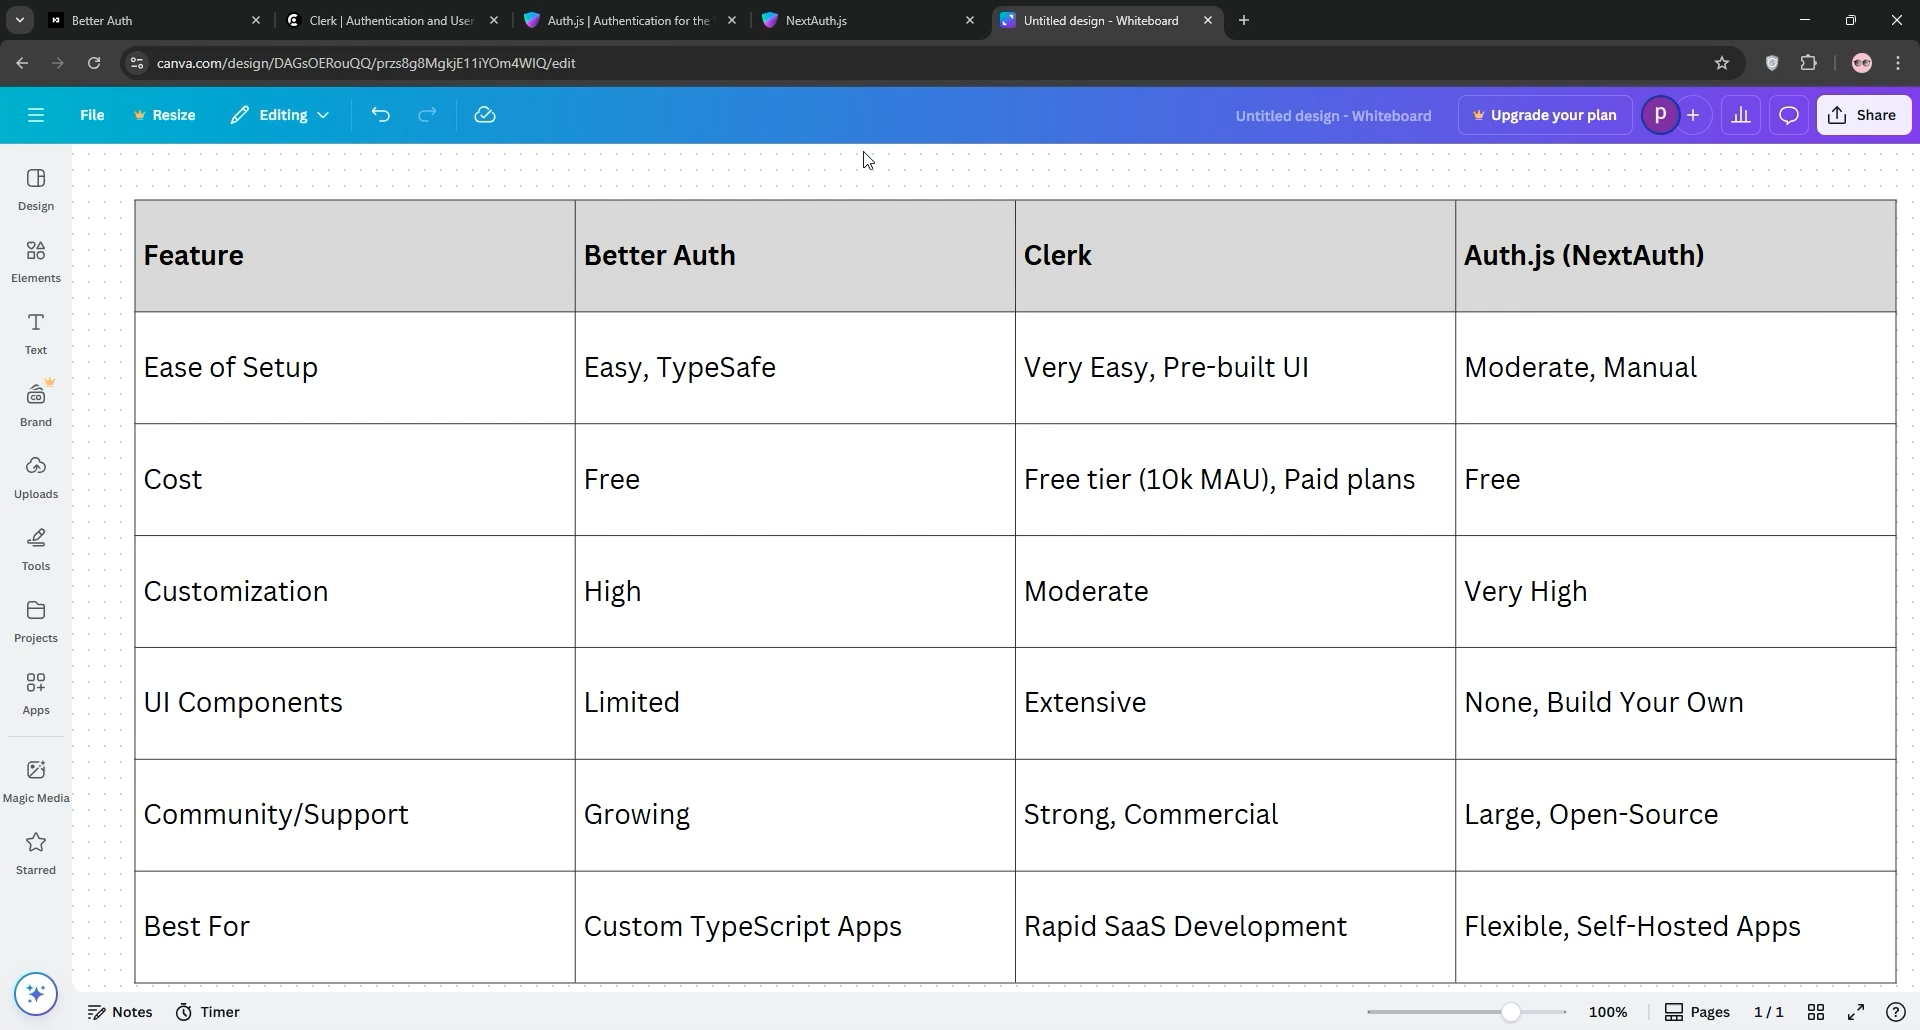 Better Auth
Clerk | Authentication and User
Auth.js | Authentication for the
NextAuth.js
Untitled design - Whiteboard
canva.com/design/DAGsOERouQQ/przs8g8MgkjE11iYOm4WIQ/edit
File
Resize
Editing
Untitled design - Whiteboard
Upgrade your plan
P
Share
Design
Elements
Text
Brand
Uploads
Tools
Projects
Apps
Magic Media
Starred
Feature Better Auth Clerk Auth.js (NextAuth)
Ease of Setup Easy, TypeSafe Very Easy, Pre-built UI Moderate, Manual
Cost Free Free tier (10k MAU), Paid plans Free
Customization High Moderate Very High
UI Components Limited Extensive None, Build Your Own
Community/Support Growing Strong, Commercial Large, Open-Source
Best For Custom TypeScript Apps Rapid SaaS Development Flexible, Self-Hosted Apps
Notes
Timer
100%
Pages
1 / 1